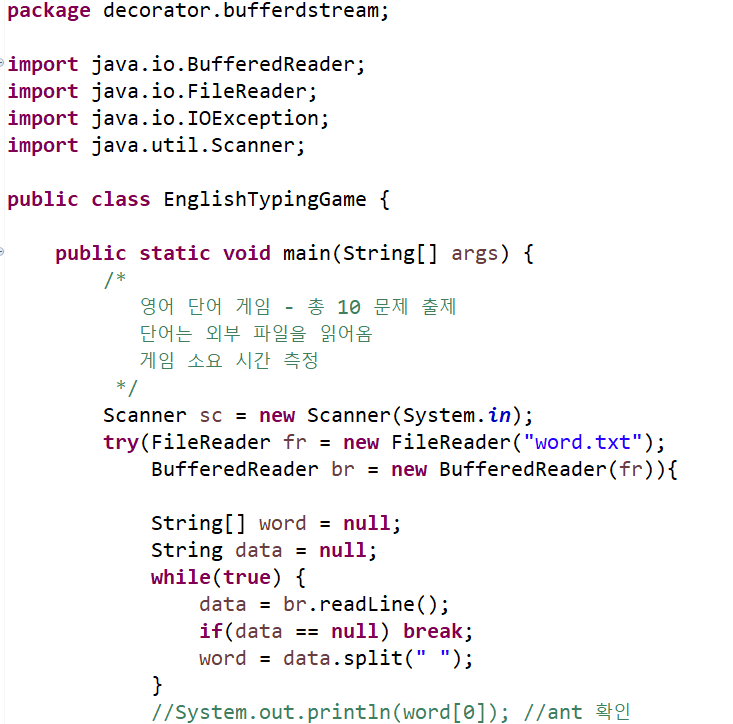 package decorator.bufferdstream;
import java.io.BufferedReader;
import java.io.FileReader;
import java.io.IOException;
import java.util.Scanner;
public class EnglishTypingGame {
public static void main(String[] args) {
/*
영어 단어 게임 - 총 10 문제 출제
단어는 외부 파일을 읽어옴
게임 소요 시간 측정
*/
Scanner sc = new Scanner(System.in);
try(FileReader fr = new FileReader("word.txt");
BufferedReader br = new BufferedReader(fr)){
String[] word = null;
String data = null;
while(true) {
data = br.readLine();
if(data == null) break;
word = data.split(" ");
}
//System.out.println(word[0]); //ant 확인